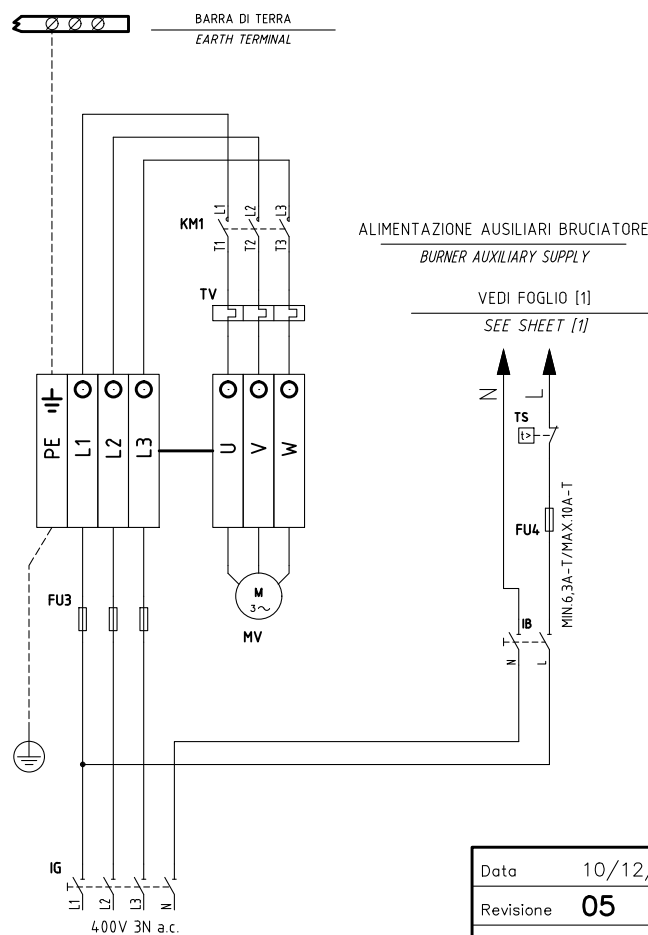 BARRA DI TERRA
EARTH TERMINAL
L1 L2 L3
KM1
T1 T2 T3
ALIMENTAZIONE AUSILIARI BRUCIATORE
BURNER AUXILIARY SUPPLY
TV
VEDI FOGLIO [1]
SEE SHEET [1]
N L
TS
t>
PE L1 L2 L3 U V W
FU4
MIN.6,3A-T/MAX.10A-T
FU3
M
3~
MV
IB
N L
IG
L1 L2 L3 N
400V 3N a.c.
Data 10/12/
Revisione 05